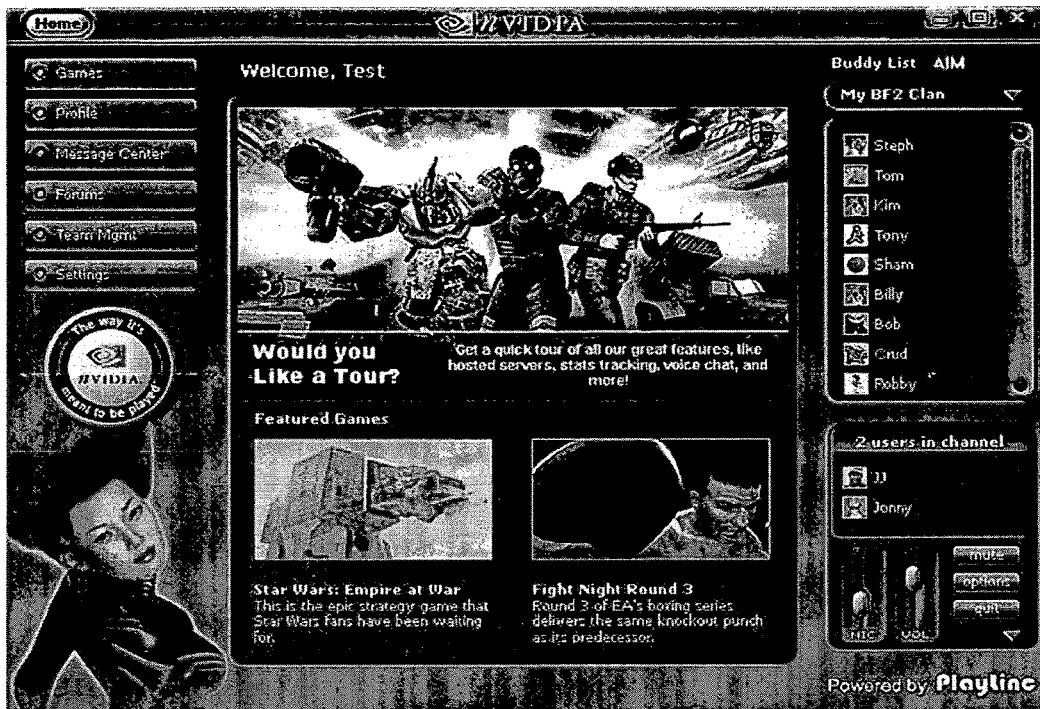 Home
nVIDIA
Games
Profile
Message Center
Forums
Team Mgmt
Settings
The way it's
nVIDIA
meant to be played
Welcome, Test
Would you
Like a Tour?
Get a quick tour of all our great features, like
hosted servers, stats tracking, voice chat, and
more!
Featured Games
Star Wars: Empire at War
This is the epic strategy game that
Star Wars fans have been waiting
for.
Fight Night Round 3
Round 3 of EA's boxing series
delivers the same knockout punch
as its predecessor.
Buddy List AIM
My BF2 Clan
Steph
Tom
Kim
Tony
Sham
Billy
Bob
Crud
Robby
2 users in channel
JJ
Jonny
mute
options
quit
MIC VOL
Powered by PlayLinc